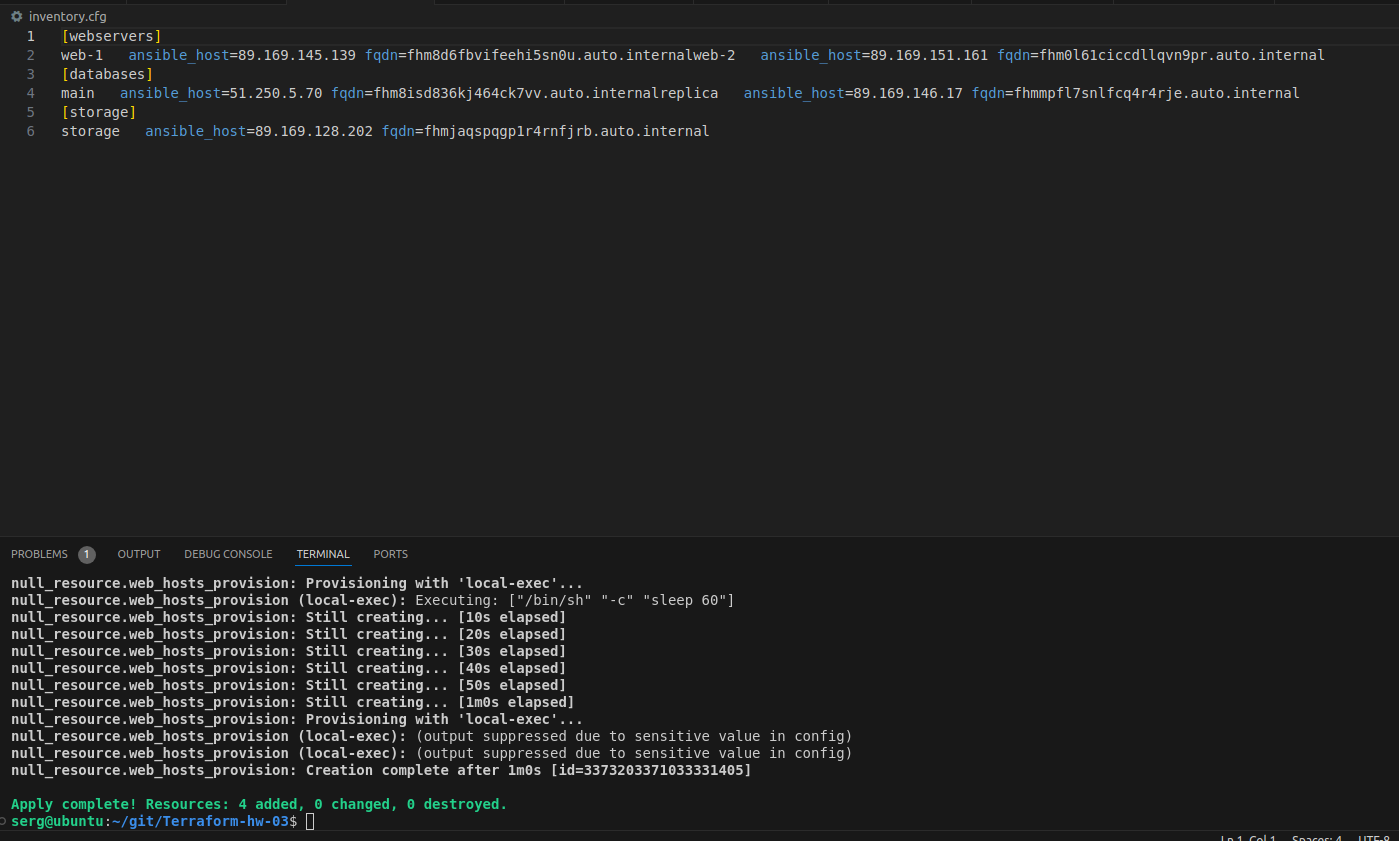 inventory.cfg
1 [webservers]
2 web-1   ansible_host=89.169.145.139 fqdn=fhm8d6fbvifeehi5sn0u.auto.internalweb-2   ansible_host=89.169.151.161 fqdn=fhm0l61ciccdllqvn9pr.auto.internal
3 [databases]
4 main   ansible_host=51.250.5.70 fqdn=fhm8isd836kj464ck7vv.auto.internalreplica   ansible_host=89.169.146.17 fqdn=fhmmpfl7snlfcq4r4rje.auto.internal
5 [storage]
6 storage   ansible_host=89.169.128.202 fqdn=fhmjaqspqgp1r4rnfjrb.auto.internal
PROBLEMS 1 OUTPUT DEBUG CONSOLE TERMINAL PORTS
null_resource.web_hosts_provision: Provisioning with 'local-exec'...
null_resource.web_hosts_provision (local-exec): Executing: ["/bin/sh" "-c" "sleep 60"]
null_resource.web_hosts_provision: Still creating... [10s elapsed]
null_resource.web_hosts_provision: Still creating... [20s elapsed]
null_resource.web_hosts_provision: Still creating... [30s elapsed]
null_resource.web_hosts_provision: Still creating... [40s elapsed]
null_resource.web_hosts_provision: Still creating... [50s elapsed]
null_resource.web_hosts_provision: Still creating... [1m0s elapsed]
null_resource.web_hosts_provision: Provisioning with 'local-exec'...
null_resource.web_hosts_provision (local-exec): (output suppressed due to sensitive value in config)
null_resource.web_hosts_provision (local-exec): (output suppressed due to sensitive value in config)
null_resource.web_hosts_provision: Creation complete after 1m0s [id=3373203371033331405]
Apply complete! Resources: 4 added, 0 changed, 0 destroyed.
serg@ubuntu:~/git/Terraform-hw-03$
Ln 1, Col 1 Spaces: 4 UTF-8